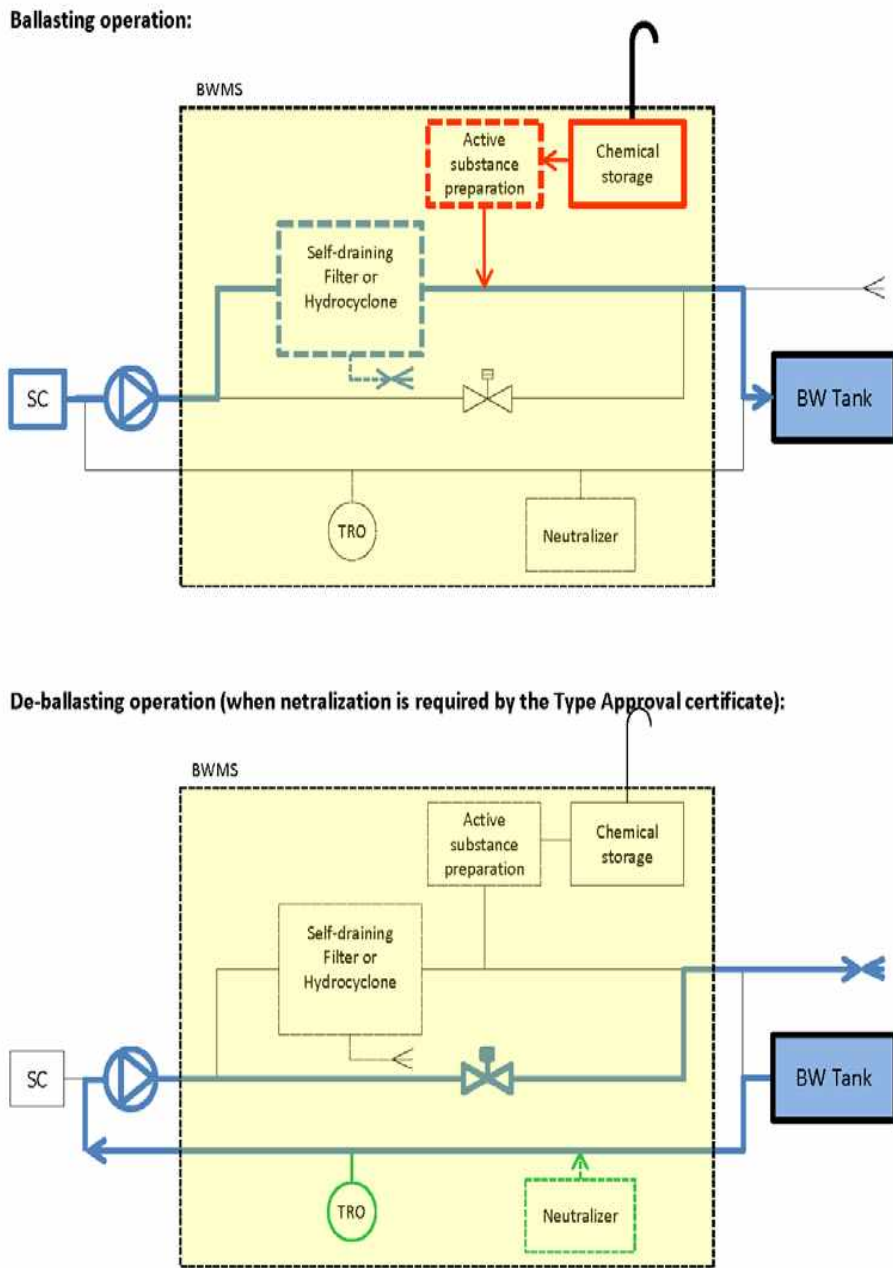 Ballasting operation:
BWMS
Active
substance
preparation
Chemical
storage
Self-draining
Filter or
Hydrocyclone
SC
BW Tank
TRO
Neutralizer
De-ballasting operation (when netralization is required by the Type Approval certificate):
BWMS
Active
substance
preparation
Chemical
storage
Self-draining
Filter or
Hydrocyclone
SC
BW Tank
TRO
Neutralizer